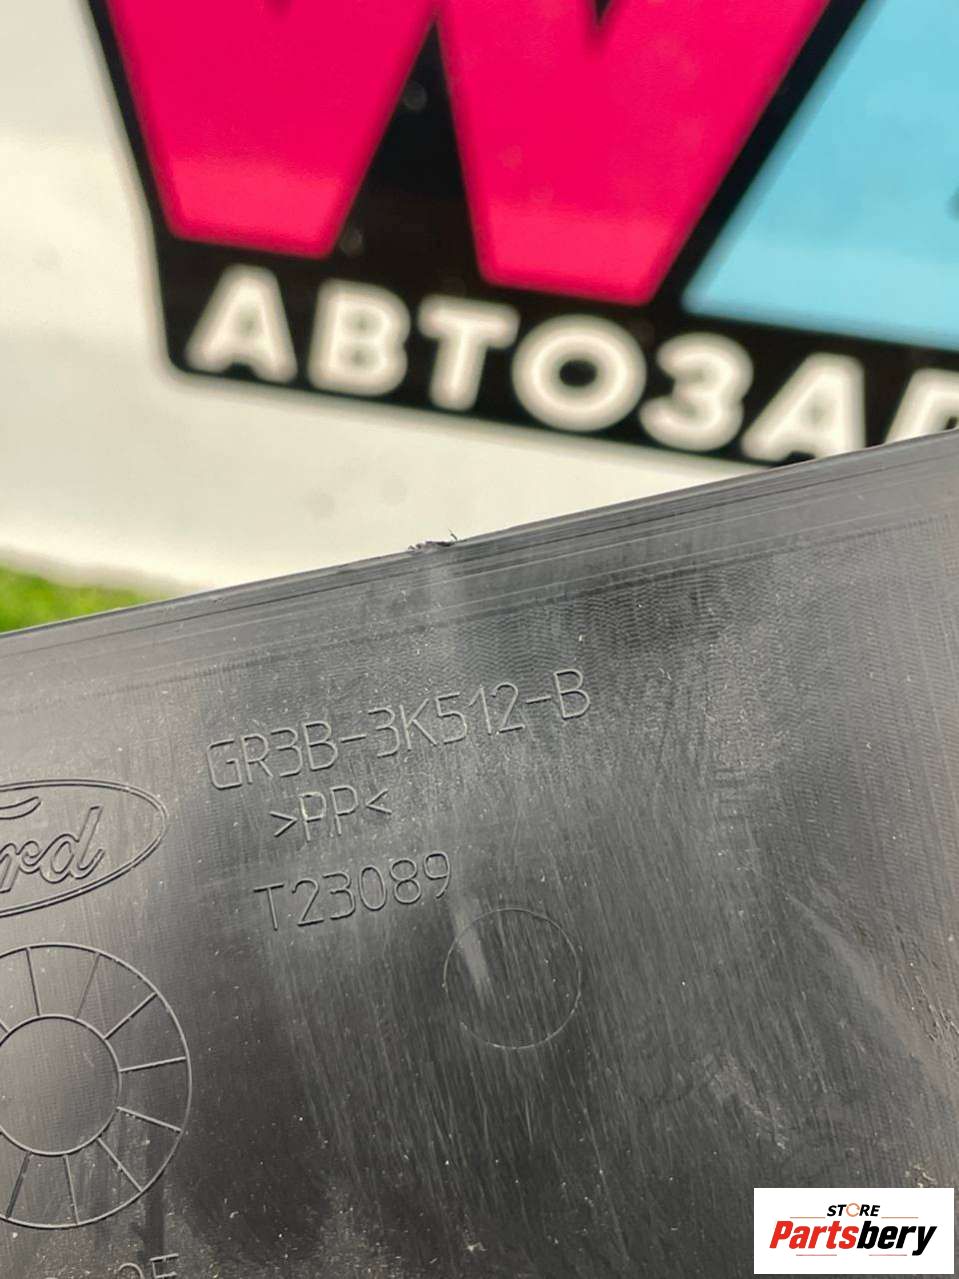 W
АВТОЗАП
GR3B-3K512-B
>PP<
Ford
T23089
STORE
Partsbery